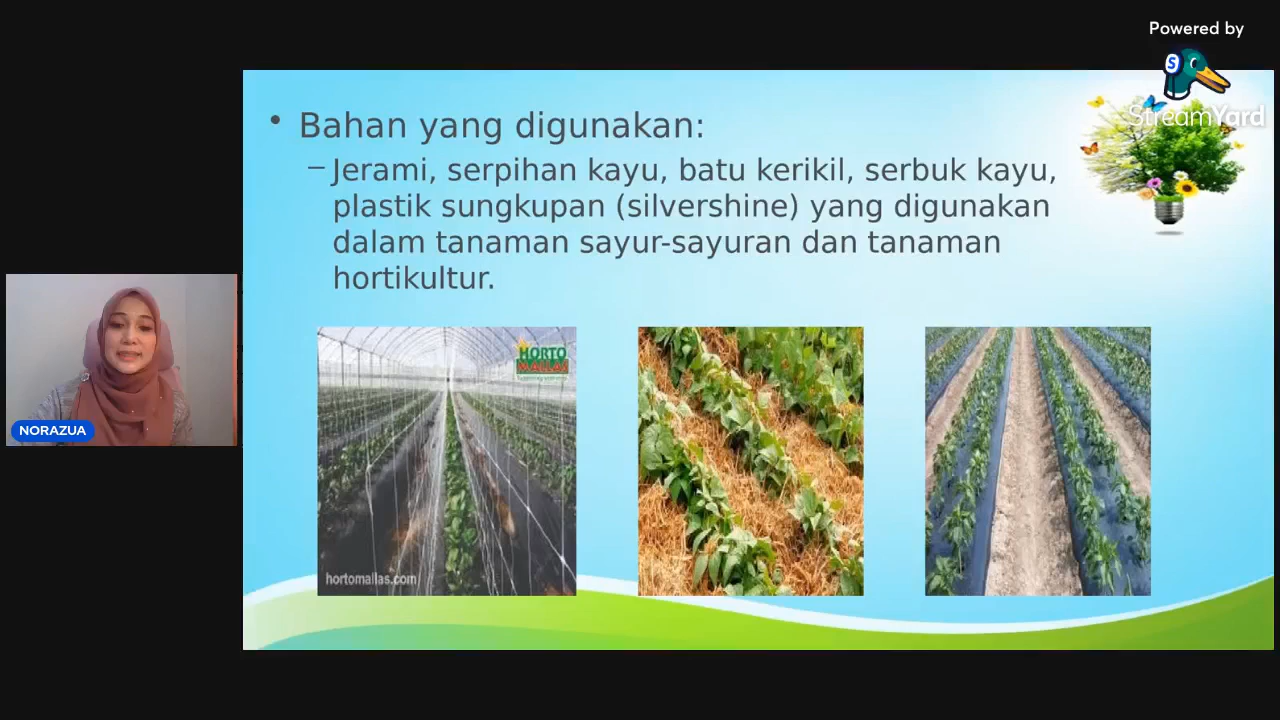 Powered by
StreamYard
• Bahan yang digunakan:
– Jerami, serpihan kayu, batu kerikil, serbuk kayu,
plastik sungkupan (silvershine) yang digunakan
dalam tanaman sayur-sayuran dan tanaman
hortikultur.
HORTO
MALLAS
hortomallas.com
NORAZUA